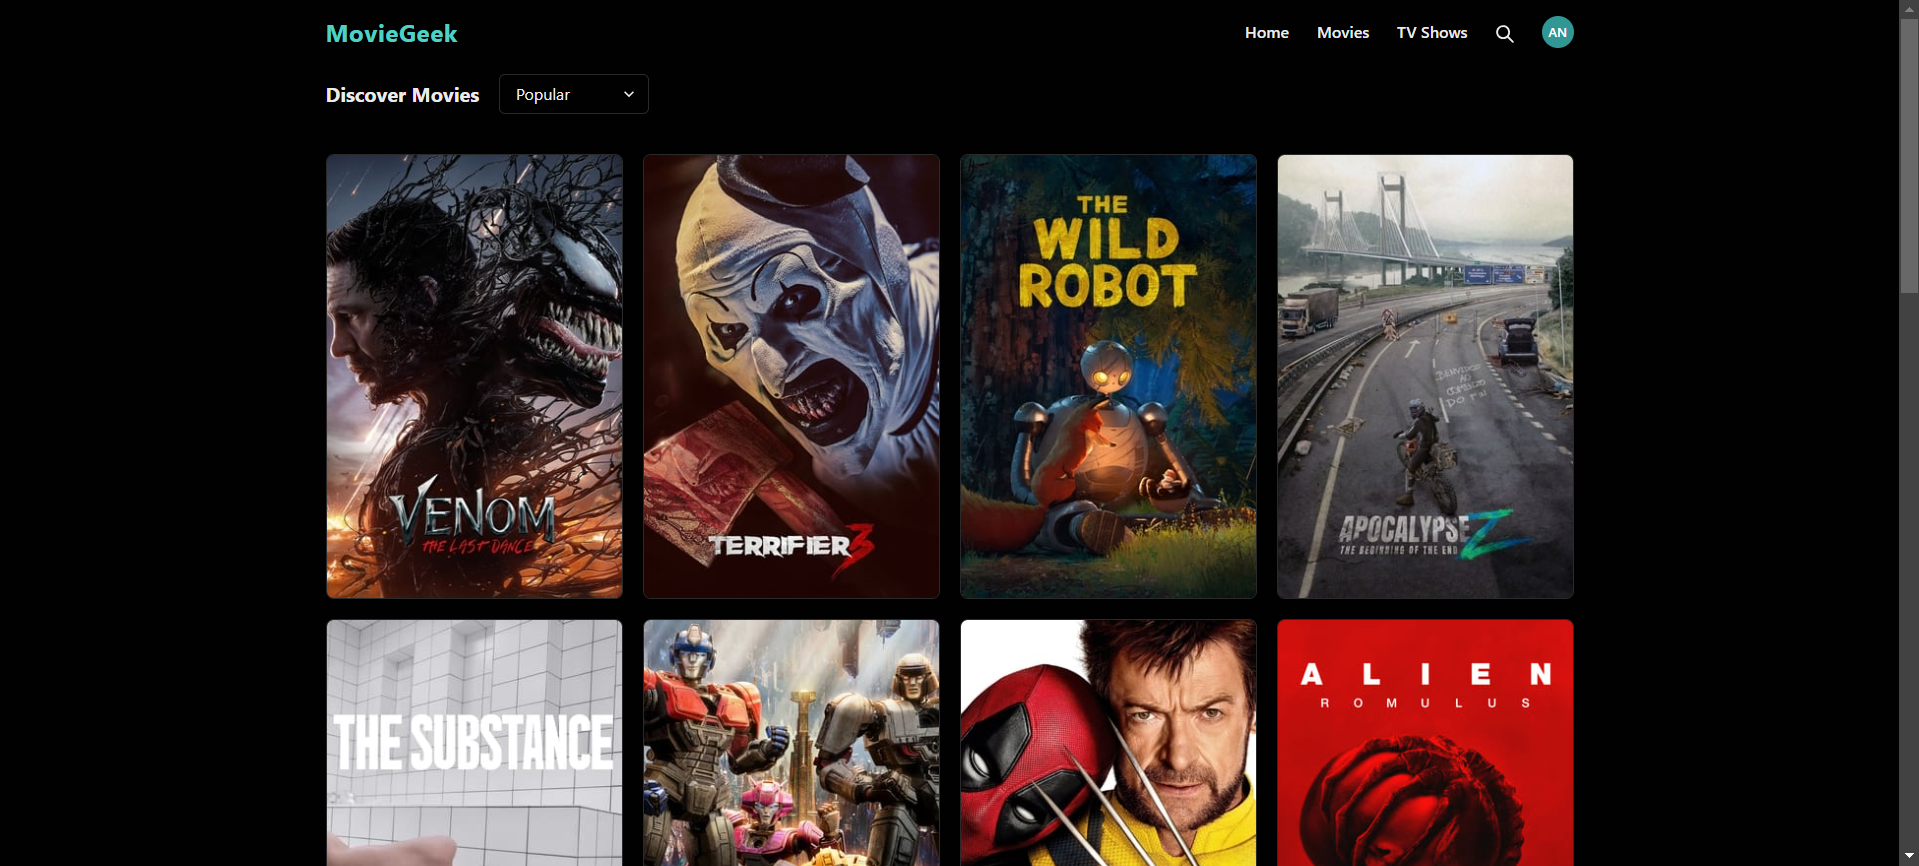 MovieGeek
Home
Movies
TV Shows
AN
Discover Movies
Popular
VENOM
THE LAST DANCE
TERRIFIER 3
THE
WILD
ROBOT
APOCALYPSE Z
THE BEGINNING OF THE END
THE SUBSTANCE
ALIEN
ROMULUS